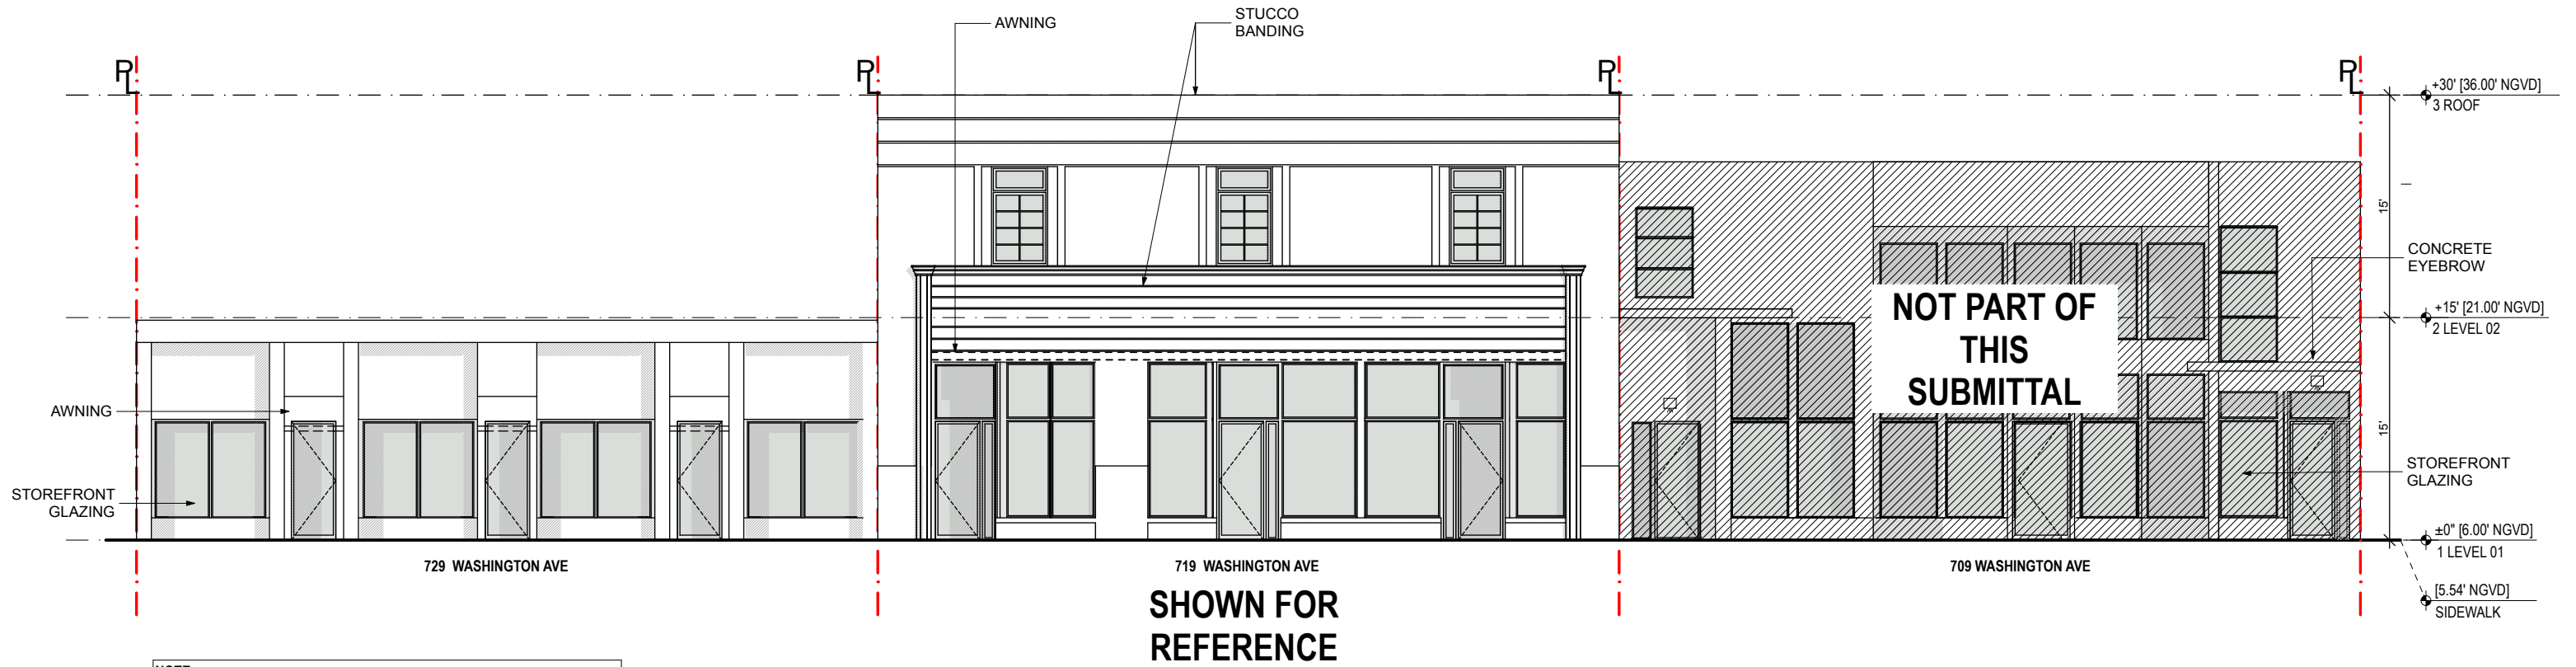 AWNING
STUCCO
BANDING
PL
PL
PL
PL
+30' [36.00' NGVD]
3 ROOF
15'
CONCRETE
EYEBROW
NOT PART OF
THIS
SUBMITTAL
+15' [21.00' NGVD]
2 LEVEL 02
AWNING
15'
STOREFRONT
GLAZING
STOREFRONT
GLAZING
±0" [6.00' NGVD]
1 LEVEL 01
729 WASHINGTON AVE
719 WASHINGTON AVE
709 WASHINGTON AVE
[5.54' NGVD]
SIDEWALK
SHOWN FOR
REFERENCE